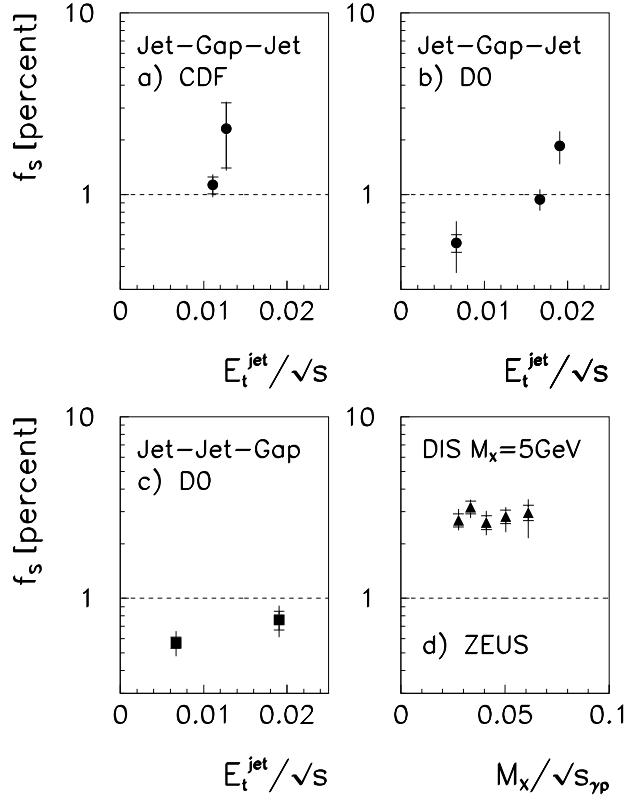 10
Jet-Gap-Jet
a) CDF
f_s [percent]
1
0 0.01 0.02
E_t^jet/√s
10
Jet-Gap-Jet
b) D0
1
0 0.01 0.02
E_t^jet/√s
10
Jet-Jet-Gap
c) D0
f_s [percent]
1
0 0.01 0.02
E_t^jet/√s
10
DIS M_x=5GeV
1
d) ZEUS
0 0.05 0.1
M_x/√s_γp